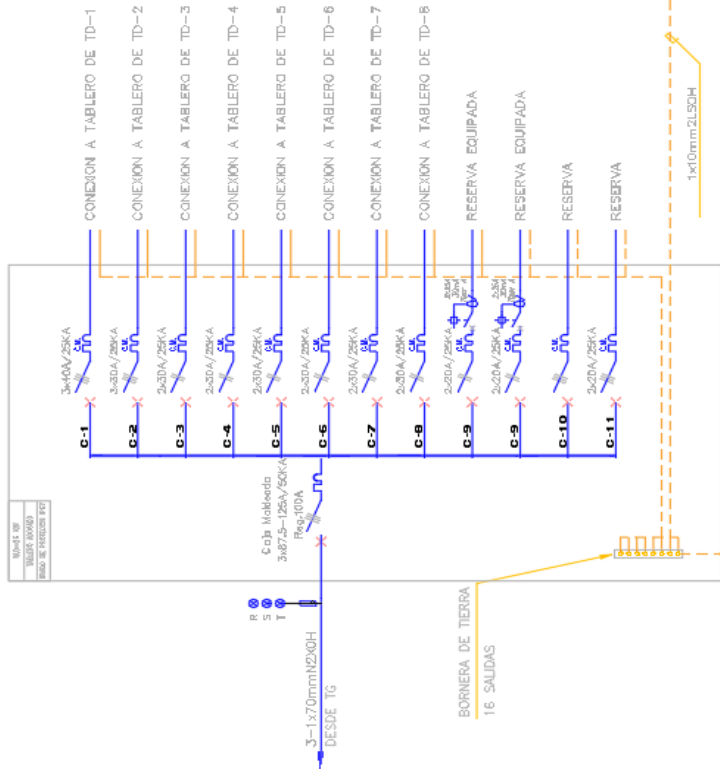 CONEXION A TABLERO DE TD-1
CONEXION A TABLERO DE TD-2
CONEXION A TABLERO DE TD-3
CONEXION A TABLERO DE TD-4
CONEXION A TABLERO DE TD-5
CONEXION A TABLERO DE TD-6
CONEXION A TABLERO DE TD-7
CONEXION A TABLERO DE TD-8
RESERVA EQUIPADA
RESERVA EQUIPADA
RESERVA
RESERVA
1x10mm2LSOH
3x40A/25KA
3x30A/25KA
2x30A/25KA
2x30A/25KA
2x30A/25KA
2x30A/25KA
2x30A/25KA
2x30A/25KA
2x20A/25KA
2x20A/25KA
2x20A/25KA
2x25A
30mA
2x25A
30mA
C-1
C-2
C-3
C-4
C-5
C-6
C-7
C-8
C-9
C-9
C-10
C-11
Caja Moldeada
3x87.5-125A/50KA
Reg.100A
R
S
T
3-1x70mmN2XOH
DESDE TG
BORNERA DE TIERRA
16 SALIDAS